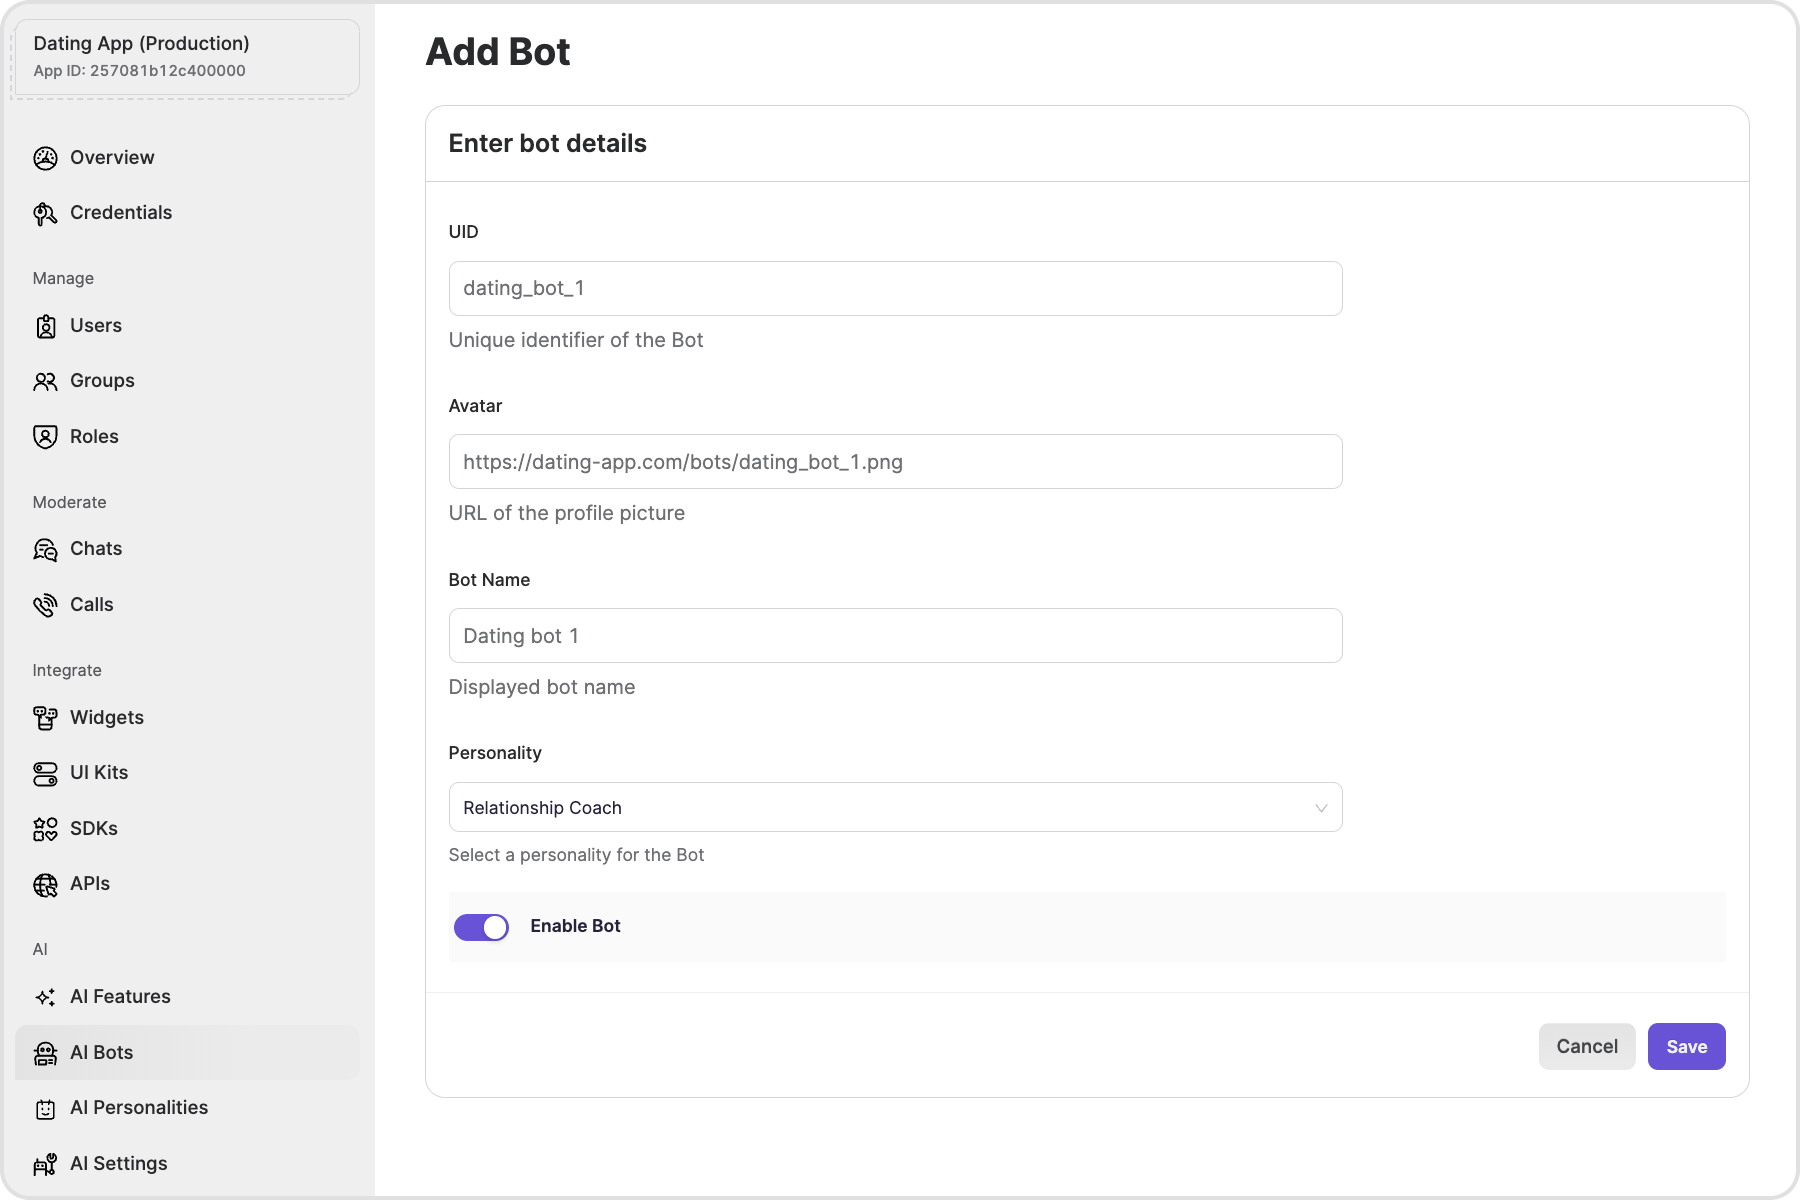 Dating App (Production)
App ID: 257081b12c400000
Overview
Credentials
Manage
Users
Groups
Roles
Moderate
Chats
Calls
Integrate
Widgets
UI Kits
SDKs
APIs
AI
AI Features
AI Bots
AI Personalities
AI Settings
Add Bot
Enter bot details
UID
dating_bot_1
Unique identifier of the Bot
Avatar
https://dating-app.com/bots/dating_bot_1.png
URL of the profile picture
Bot Name
Dating bot 1
Displayed bot name
Personality
Relationship Coach
Select a personality for the Bot
Enable Bot
Cancel
Save